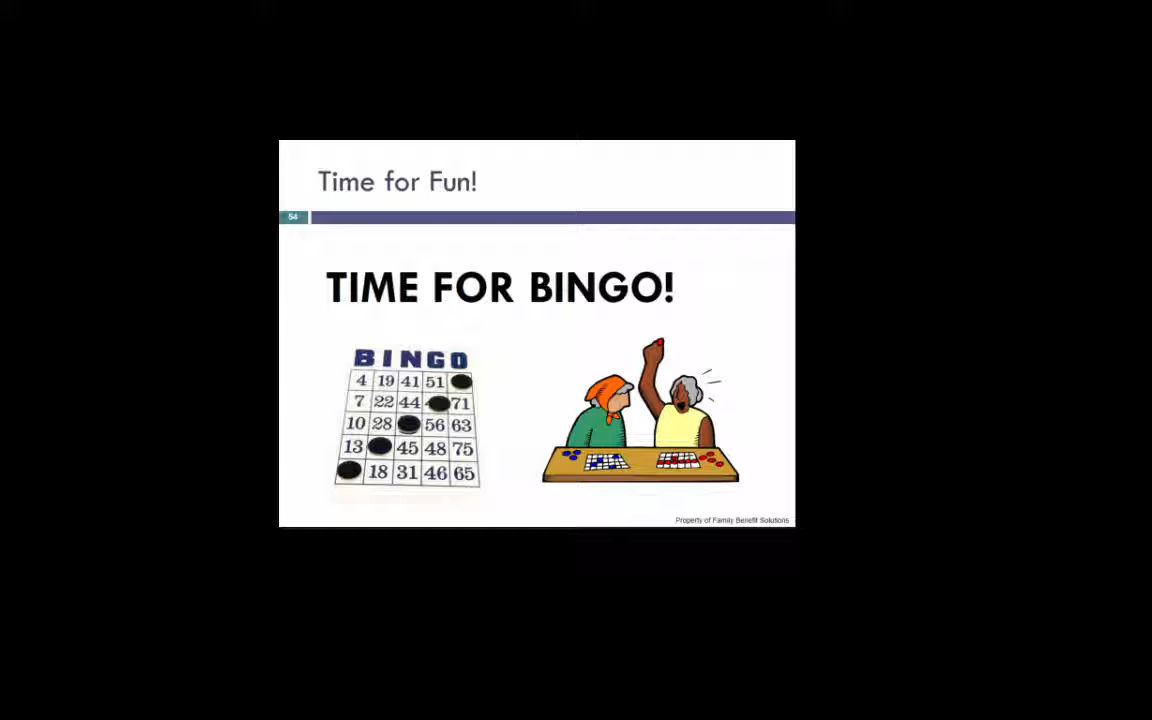 Time for Fun!
54
TIME FOR BINGO!
B I N G O
4 19 41 51
7 22 44 71
10 28 56 63
13 45 48 75
18 31 46 65
Property of Family Benefit Solutions